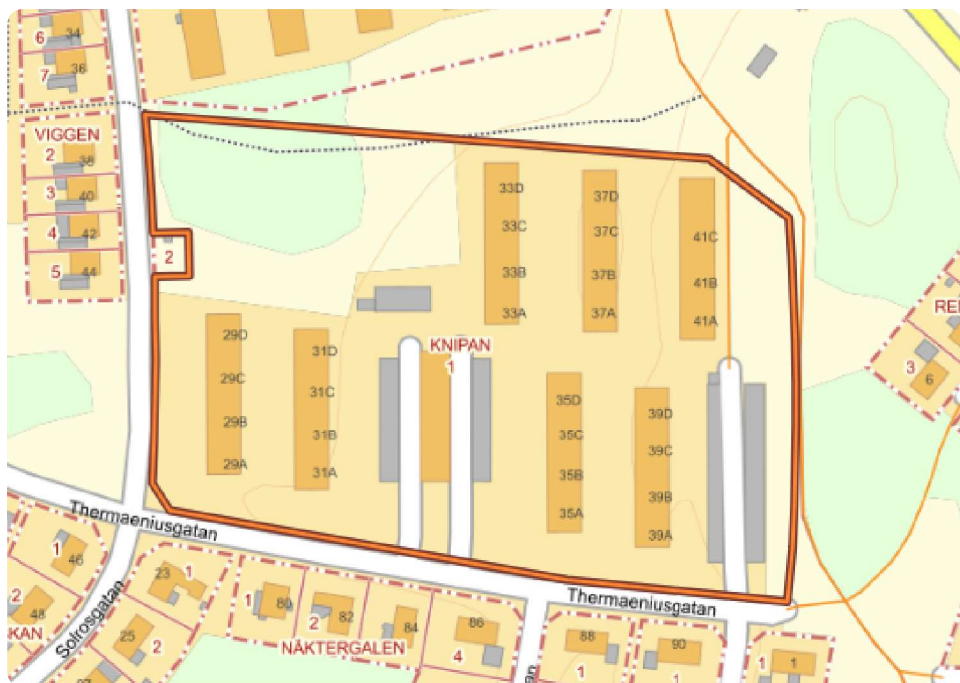 34
6
36
7
VIGGEN
2
38
3
40
4
42
5
44
2
33D
33C
33B
33A
37D
37C
37B
37A
41C
41B
41A
KNIPAN
1
29D
29C
29B
29A
31D
31C
31B
31A
35D
35C
35B
35A
39D
39C
39B
39A
3
6
Thermaeniusgatan
Thermaeniusgatan
Solrosgatan
1
46
2
48
KAN
23
1
25
2
1
80
2
82
84
86
4
NÄKTERGALEN
88
1
90
1
1
1